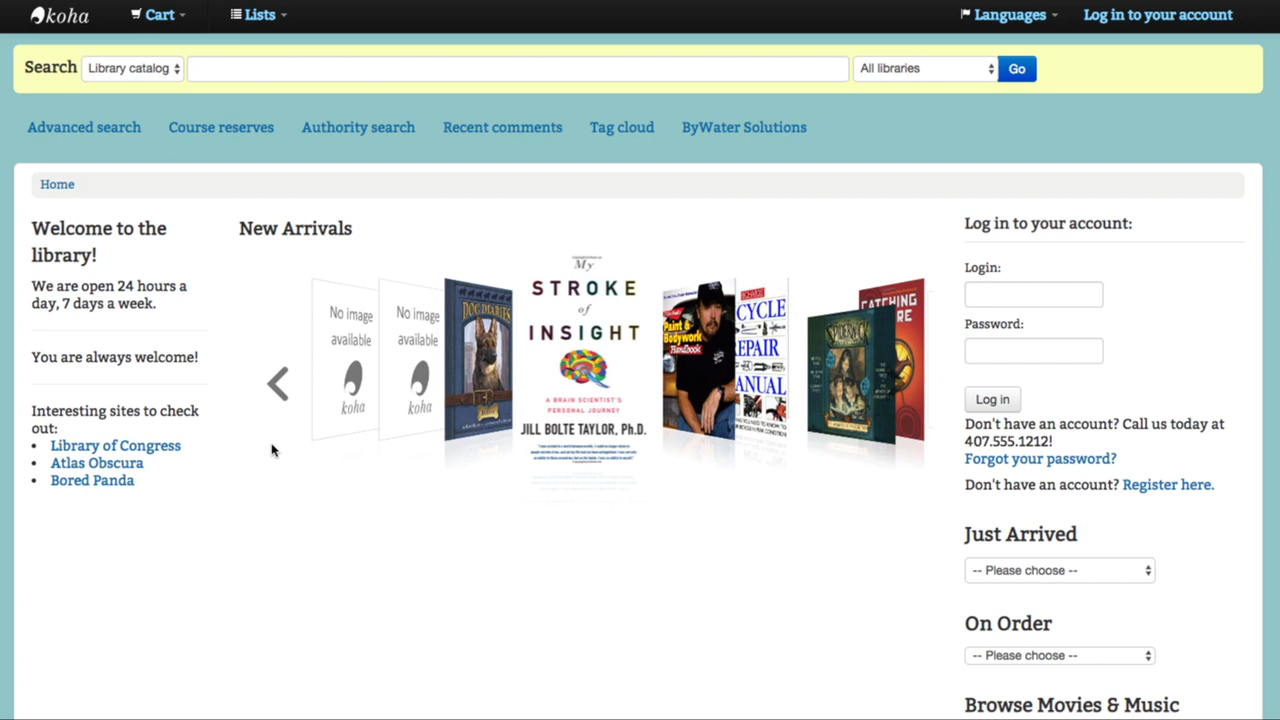 koha Cart Lists Languages Log in to your account
Search Library catalog All libraries Go
Advanced search Course reserves Authority search Recent comments Tag cloud ByWater Solutions
Home
Welcome to the
library!
We are open 24 hours a
day, 7 days a week.
You are always welcome!
Interesting sites to check
out:
• Library of Congress
• Atlas Obscura
• Bored Panda
New Arrivals
No image
available
koha
No image
available
koha
DOG DIARIES
My
STROKE
of
INSIGHT
A BRAIN SCIENTIST'S
PERSONAL JOURNEY
JILL BOLTE TAYLOR, Ph.D.
Paint &
Bodywork
Handbook
CYCLE
EPAIR
ANUAL
CATCHING
RE
Log in to your account:
Login:
Password:
Log in
Don't have an account? Call us today at
407.555.1212!
Forgot your password?
Don't have an account? Register here.
Just Arrived
-- Please choose --
On Order
-- Please choose --
Browse Movies & Music